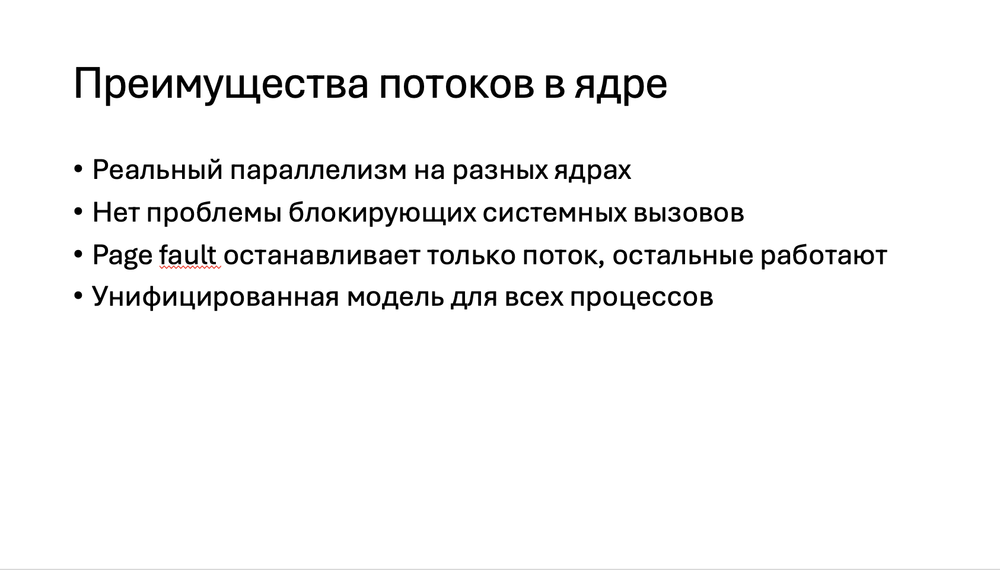 Преимущества потоков в ядре
• Реальный параллелизм на разных ядрах
• Нет проблемы блокирующих системных вызовов
• Page fault останавливает только поток, остальные работают
• Унифицированная модель для всех процессов